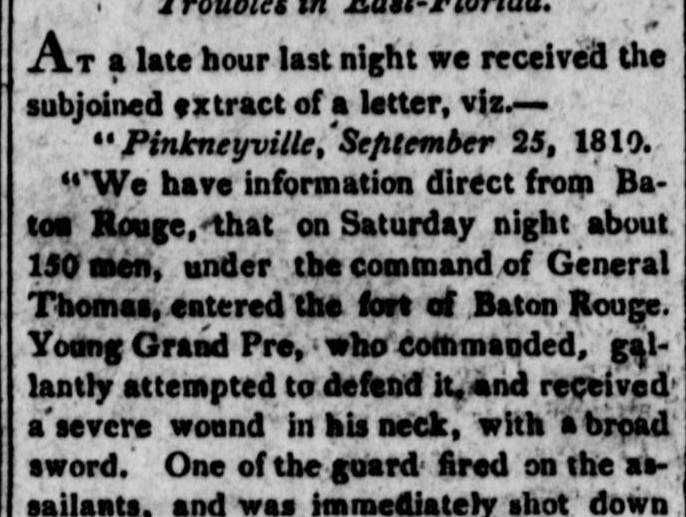 Troubles in East-Florida.
AT a late hour last night we received the
subjoined extract of a letter, viz.—
"Pinkneyville, September 25, 1810.
"We have information direct from Ba-
ton Rouge, that on Saturday night about
150 men, under the command of General
Thomas, entered the fort of Baton Rouge.
Young Grand Pre, who commanded, gal-
lantly attempted to defend it, and received
a severe wound in his neck, with a broad
sword. One of the guard fired on the as-
sailants, and was immediately shot down